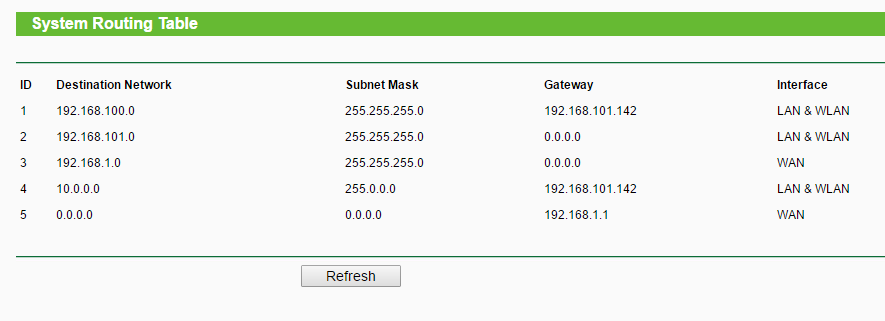 System Routing Table
ID Destination Network Subnet Mask Gateway Interface
1 192.168.100.0 255.255.255.0 192.168.101.142 LAN & WLAN
2 192.168.101.0 255.255.255.0 0.0.0.0 LAN & WLAN
3 192.168.1.0 255.255.255.0 0.0.0.0 WAN
4 10.0.0.0 255.0.0.0 192.168.101.142 LAN & WLAN
5 0.0.0.0 0.0.0.0 192.168.1.1 WAN
Refresh